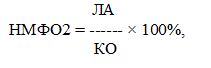 ЛА
НМФО2 = ------ × 100%,
КО